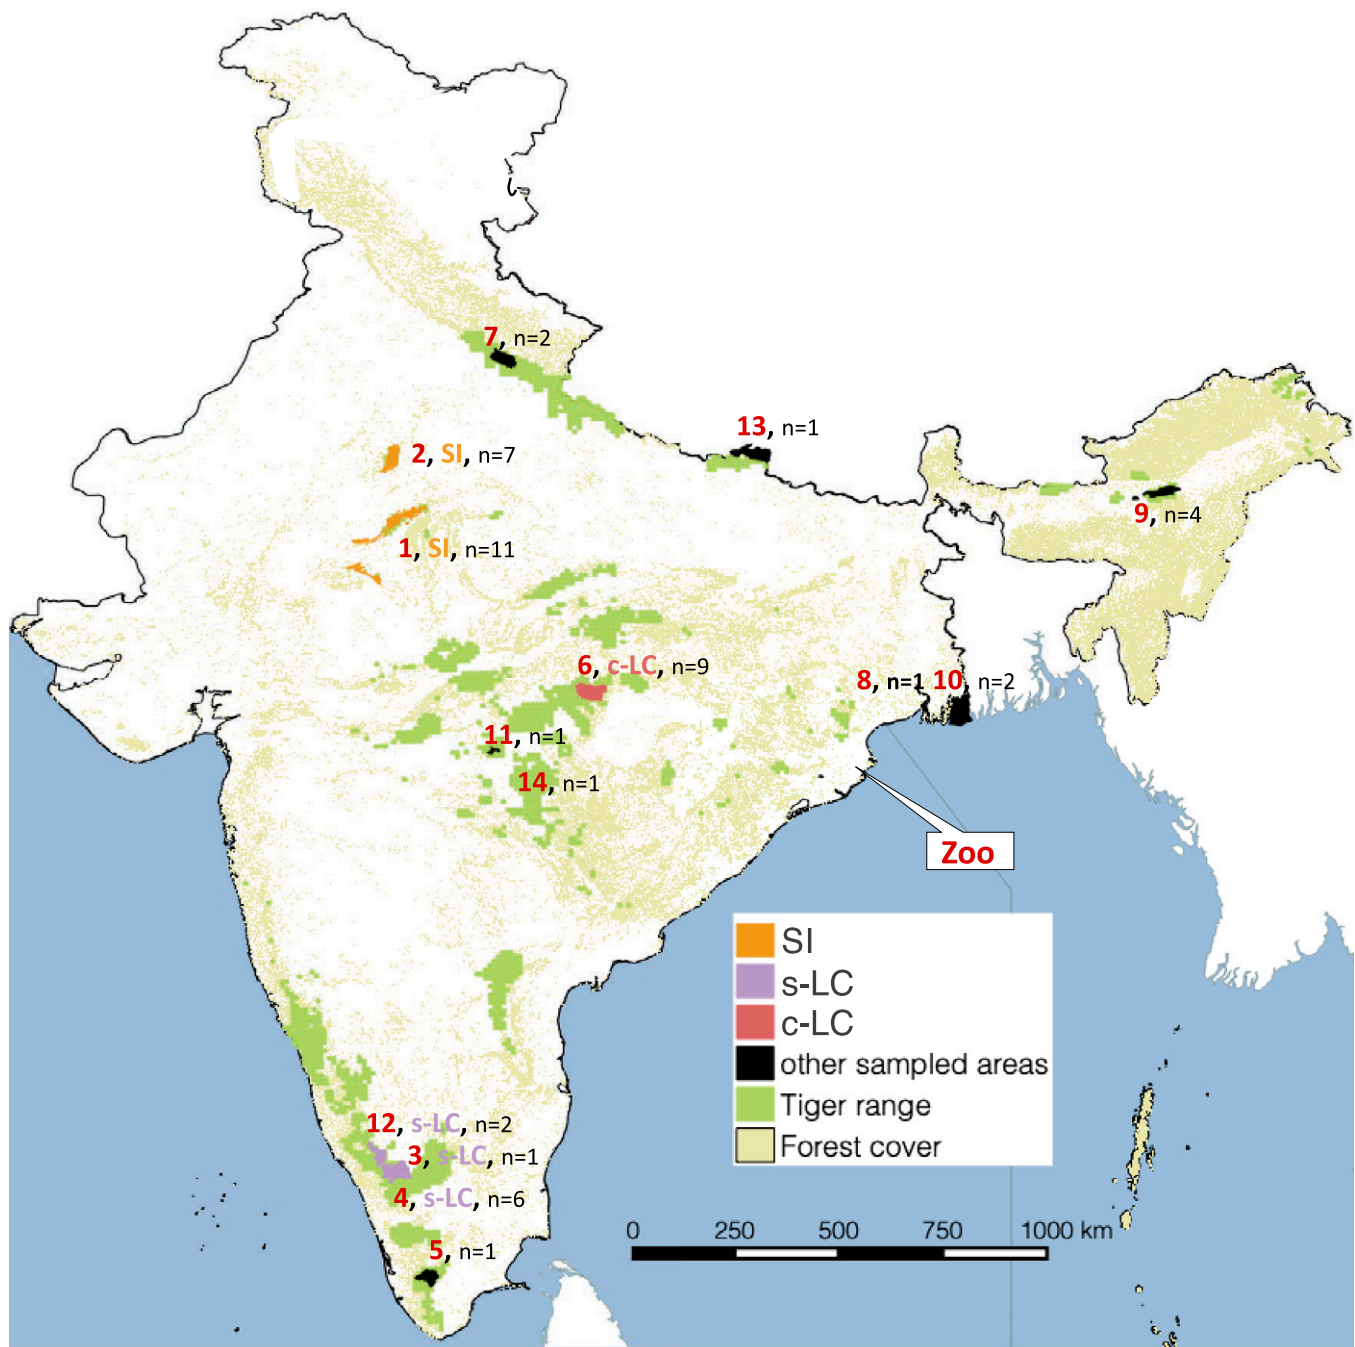 7, n=2
13, n=1
2, SI, n=7
9, n=4
1, SI, n=11
6, c-LC, n=9
8, n=1
10, n=2
11, n=1
14, n=1
Zoo
SI
s-LC
c-LC
other sampled areas
Tiger range
Forest cover
12, s-LC, n=2
3, s-LC, n=1
4, s-LC, n=6
5, n=1
0 250 500 750 1000 km